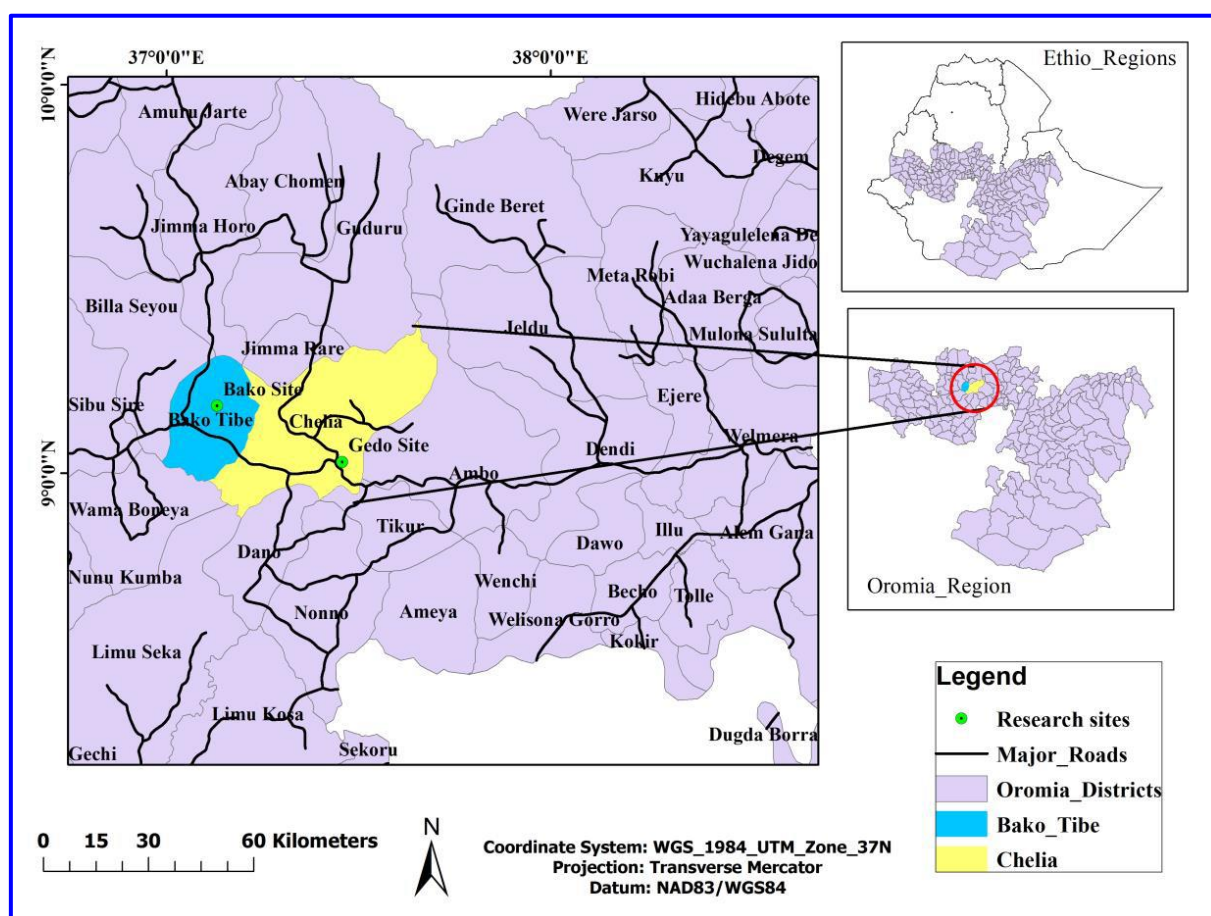 37°0'0"E
38°0'0"E
10°0'0"N
9°0'0"N
Amuru Jarte
Were Jarso
Hidebu Abote
Degem
Kuyu
Abay Chomen
Ginde Beret
Jimma Horo
Guduru
Yayagulelena De
Wuchalena Jido
Meta Robi
Adaa Berga
Billa Seyou
Jeldu
Mulona Sululta
Jimma Rare
Bako Site
Sibu Sire
Bako Tibe
Chelia
Ejere
Gedo Site
Welmera
Dendi
Ambo
Wama Boneya
Tikur
Illu
Alem Gana
Dano
Dawo
Nunu Kumba
Wenchi
Becho
Tolle
Nonno
Ameya
Welisona Gorro
Kokir
Limu Seka
Limu Kosa
Dugda Borra
Gechi
Sekoru
Ethio_Regions
Oromia_Region
Legend
Research sites
Major_Roads
Oromia_Districts
Bako_Tibe
Chelia
0 15 30 60 Kilometers
N
Coordinate System: WGS_1984_UTM_Zone_37N
Projection: Transverse Mercator
Datum: NAD83/WGS84